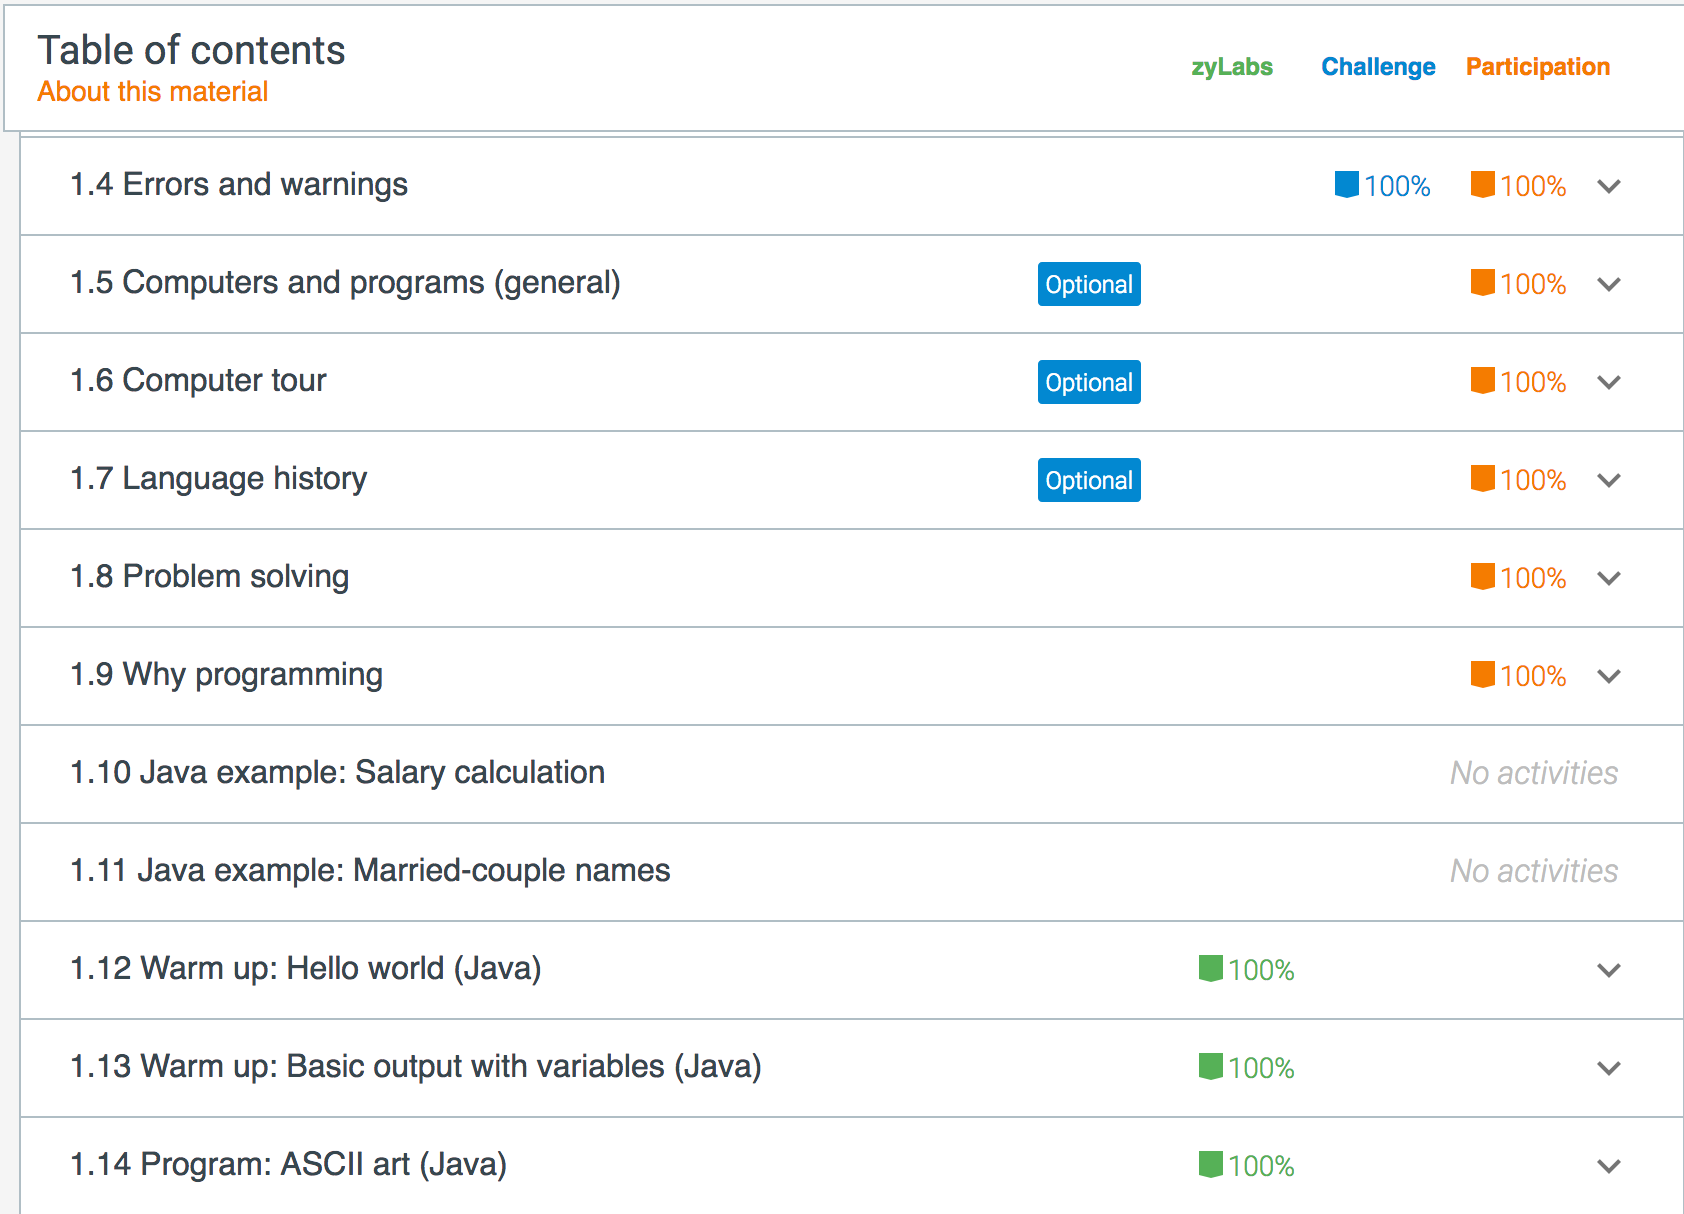 Table of contents
About this material
zyLabs Challenge Participation
1.4 Errors and warnings 100% 100%
1.5 Computers and programs (general) Optional 100%
1.6 Computer tour Optional 100%
1.7 Language history Optional 100%
1.8 Problem solving 100%
1.9 Why programming 100%
1.10 Java example: Salary calculation No activities
1.11 Java example: Married-couple names No activities
1.12 Warm up: Hello world (Java) 100%
1.13 Warm up: Basic output with variables (Java) 100%
1.14 Program: ASCII art (Java) 100%